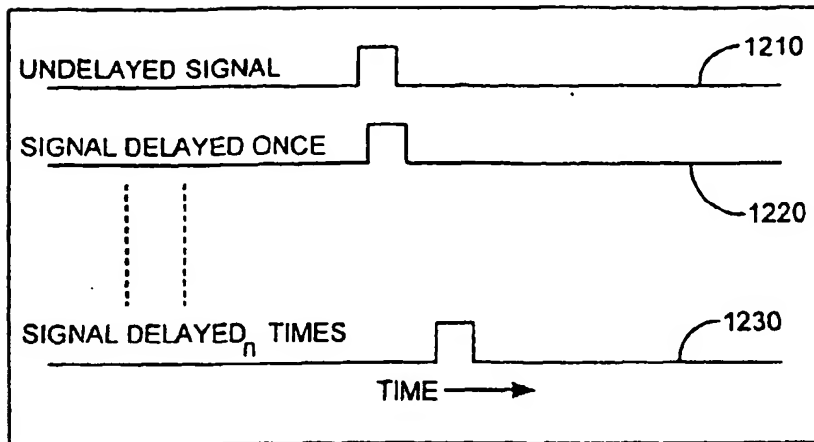 UNDELAYED SIGNAL
1210
SIGNAL DELAYED ONCE
1220
SIGNAL DELAYEDn TIMES
1230
TIME